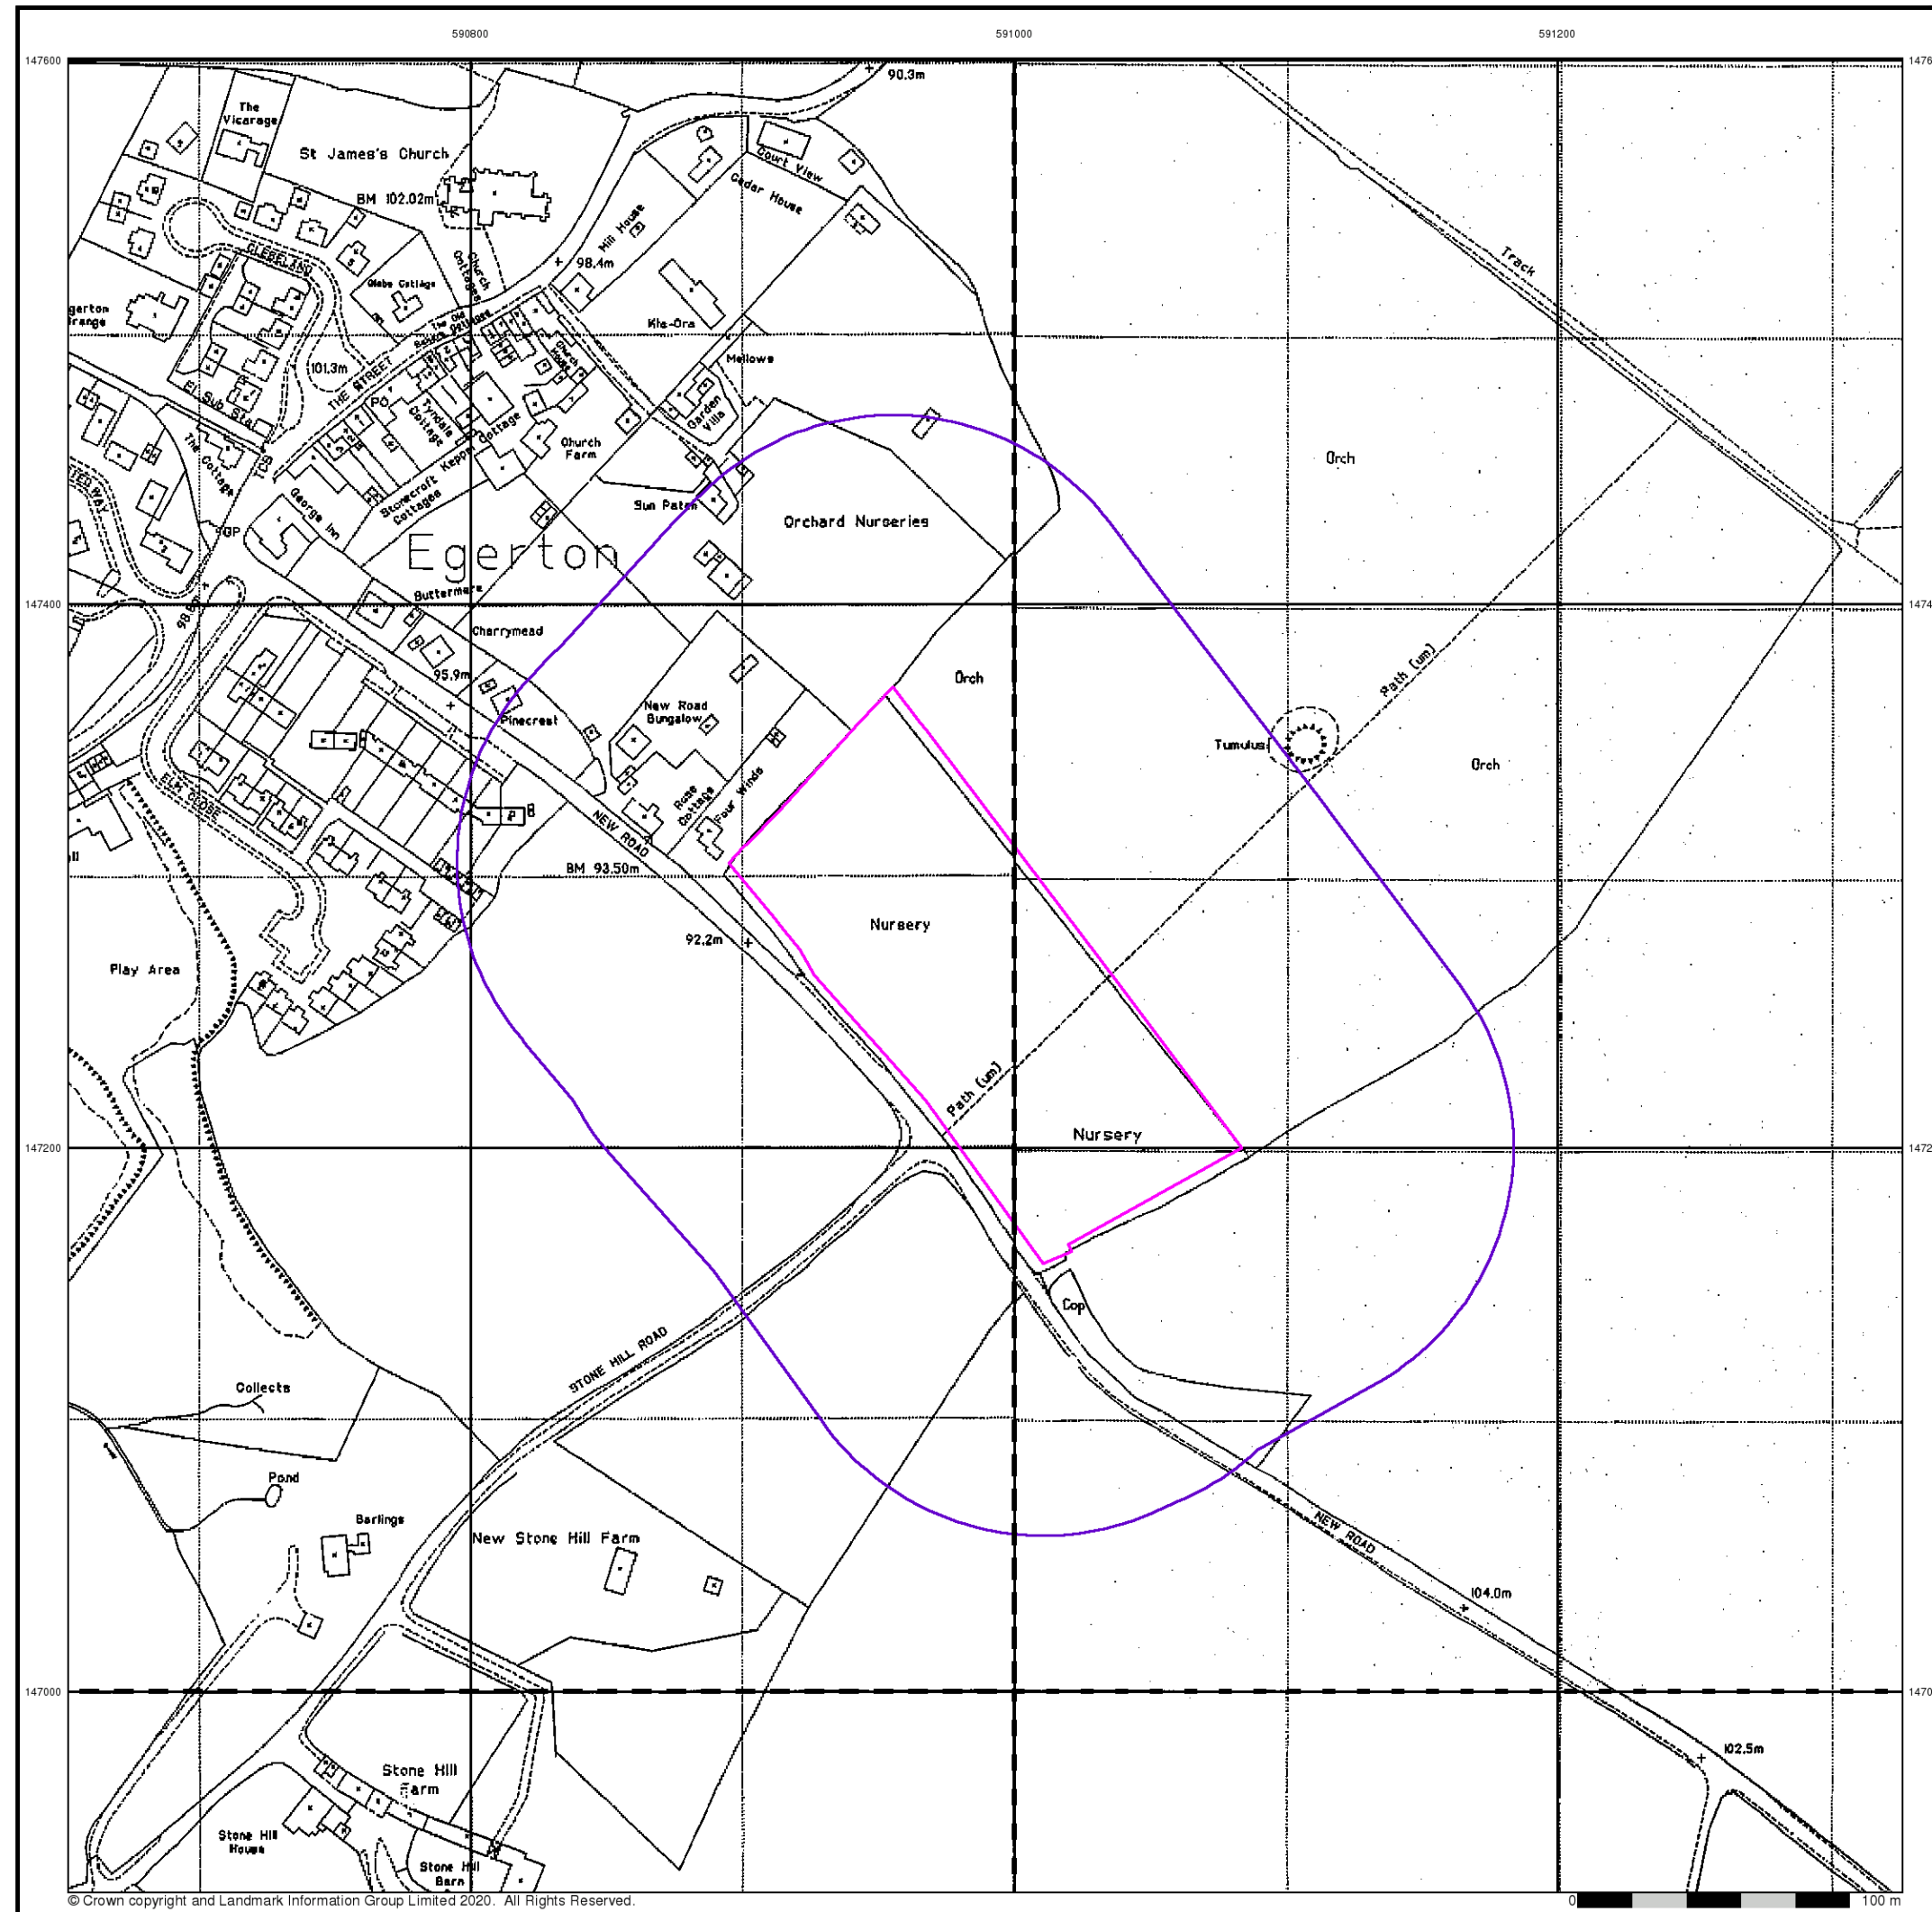 590800
591000
591200
147600
90.3m
The
Vicarage
St James's Church
Court View
Cedar House
BM 102.02m
Mill House
GLEBELAND
Church
Cottages
98.4m
Track
Glebe Cottage
gerton
Kia-Ora
The Old
Church
House
Mellows
101.3m
THE STREET
El Sub Sta
PO
Tyndale
Cottage
Garden
Villa
Cottage
Church
Farm
Orch
The Cottage
TCB
Stonecroft
Cottages
Sun Patch
George Inn
Orchard Nurseries
GP
Egerton
Buttermere
147400
Cherrymead
Path (um)
95.9m
Orch
New Road
Bungalow
Pinecrest
Tumulus
Orch
ELM CLOSE
Rose
Cottage
Four Winds
NEW ROAD
BM 93.50m
Nursery
92.2m
Play Area
Path (um)
Nursery
147200
Cop
STONE HILL ROAD
Collects
Pond
Barlings
New Stone Hill Farm
NEW ROAD
104.0m
147000
102.5m
Stone Hill
Farm
Stone Hill
House
Stone Hill
Barn
© Crown copyright and Landmark Information Group Limited 2020. All Rights Reserved.
0
100 m